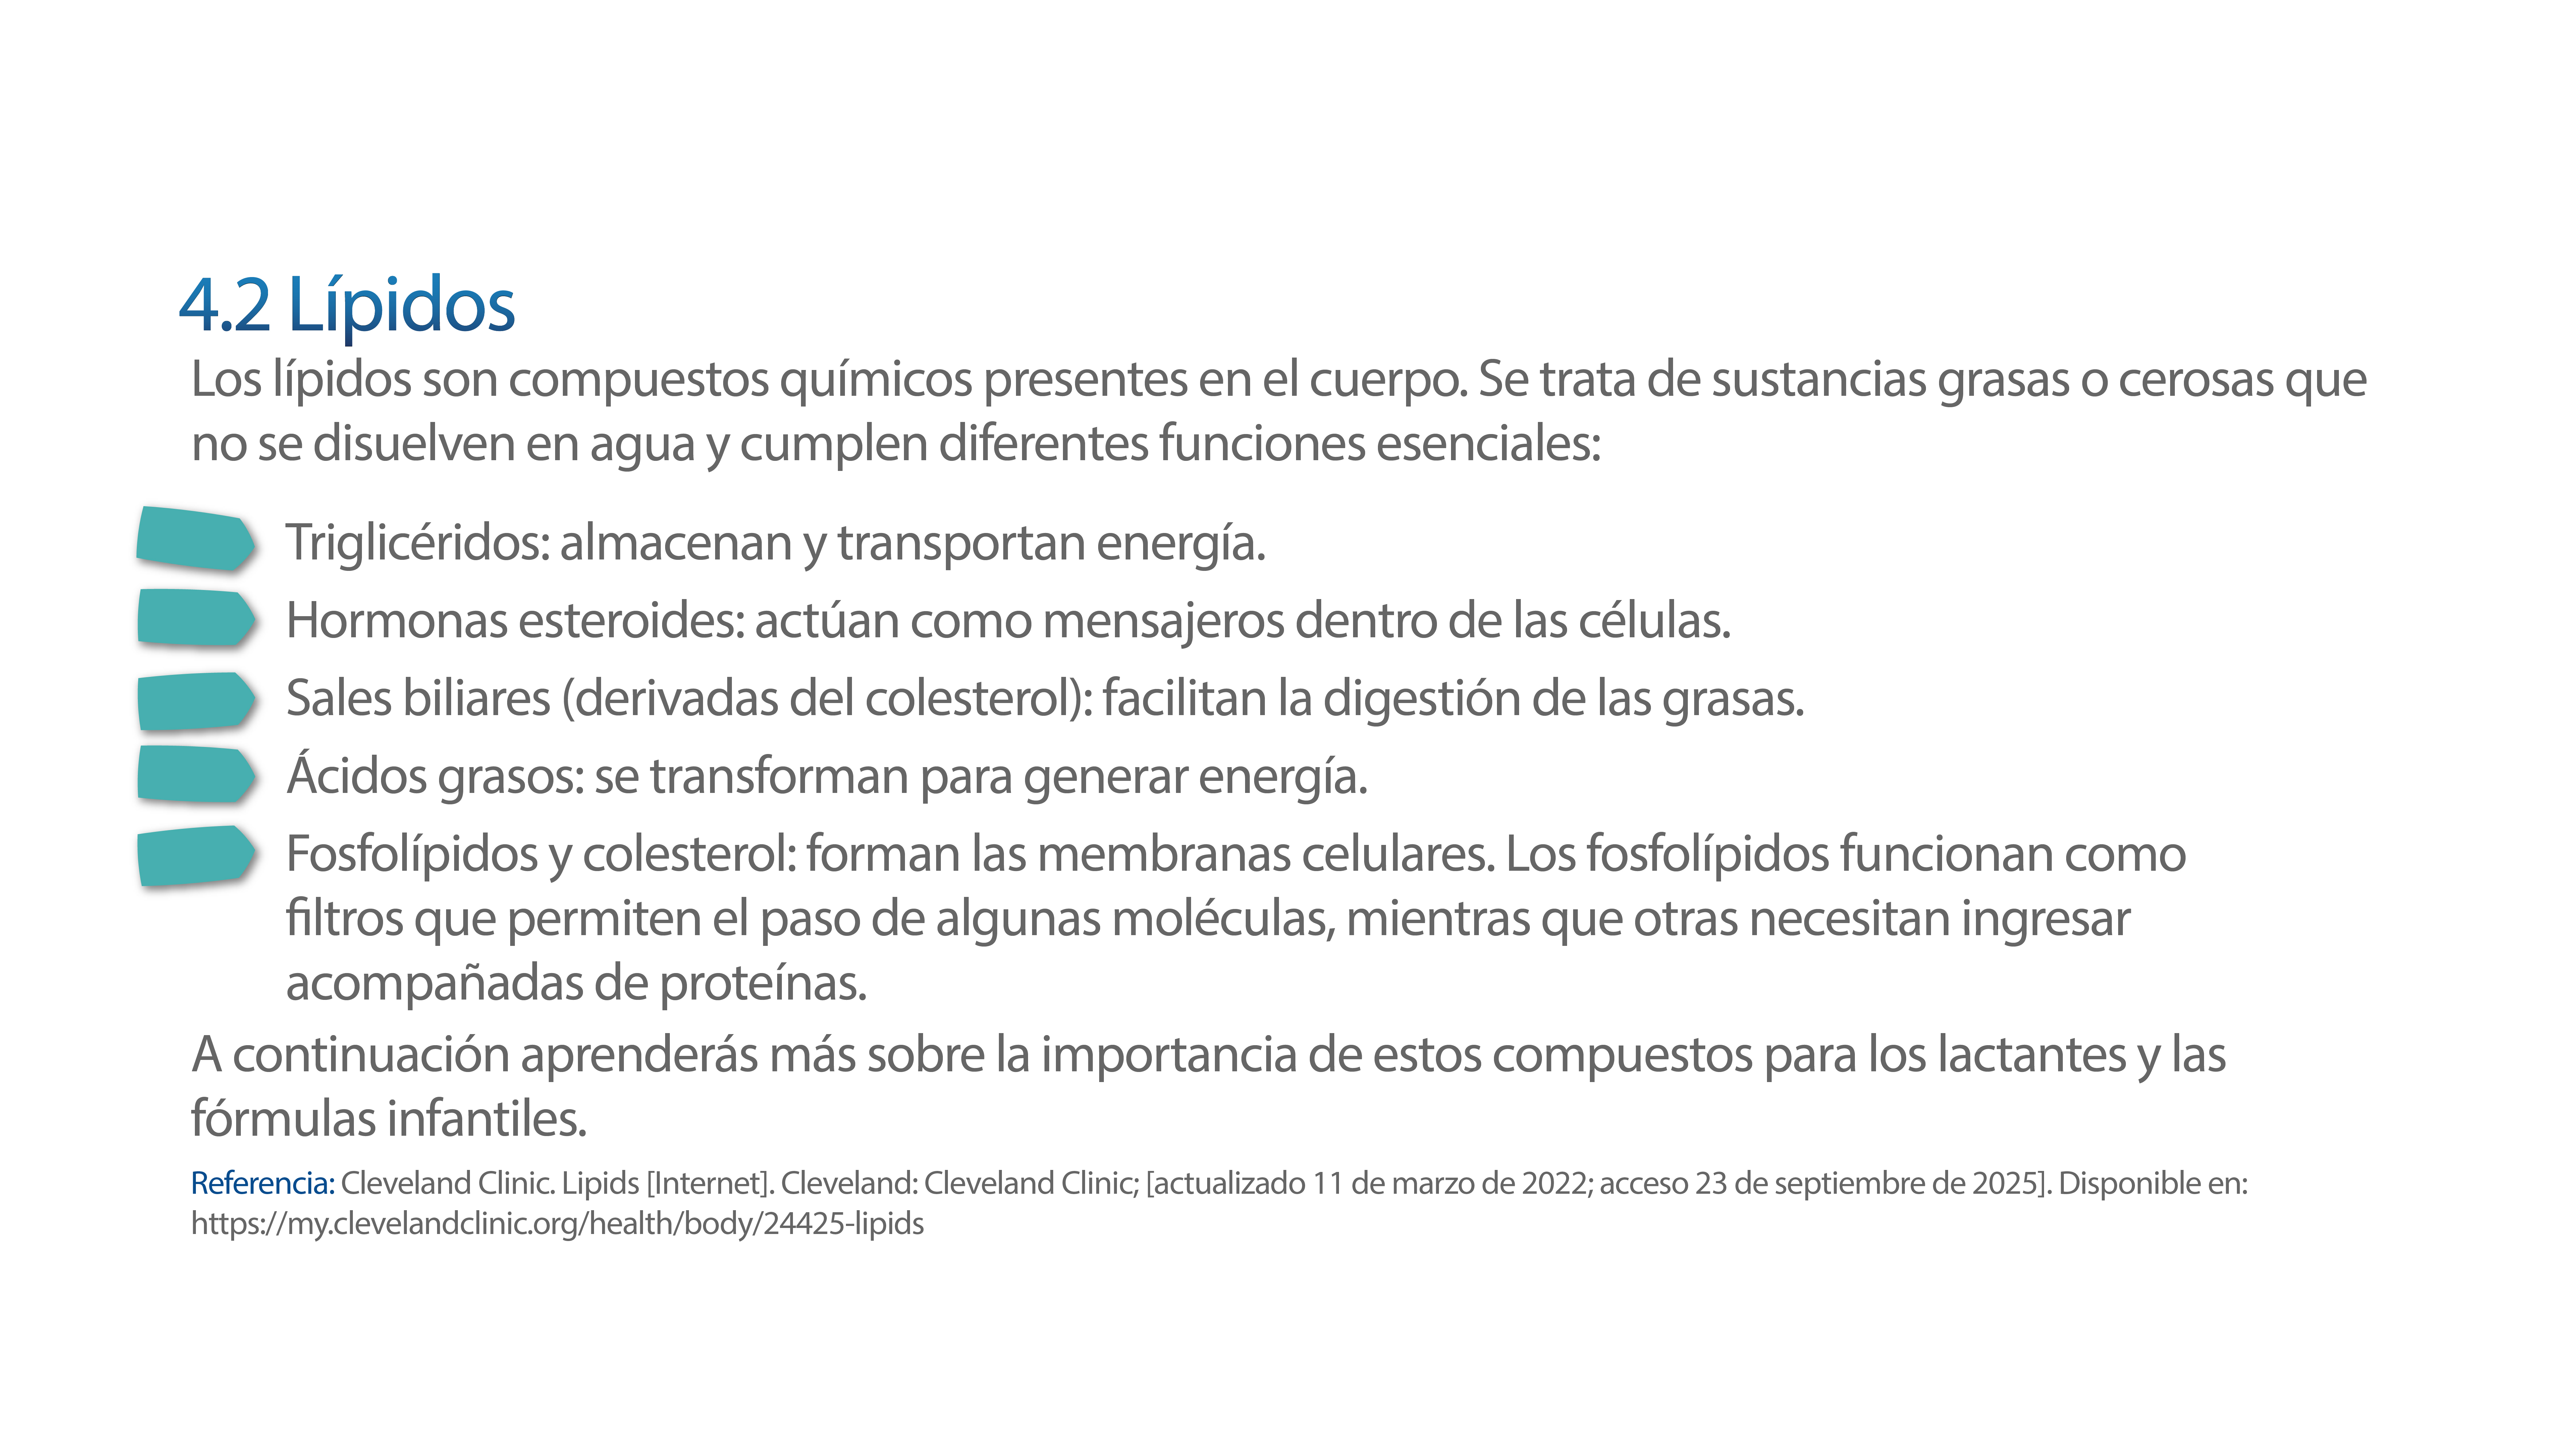 4.2 Lípidos
Los lípidos son compuestos químicos presentes en el cuerpo. Se trata de sustancias grasas o cerosas que
no se disuelven en agua y cumplen diferentes funciones esenciales:
Triglicéridos: almacenan y transportan energía.
Hormonas esteroides: actúan como mensajeros dentro de las células.
Sales biliares (derivadas del colesterol): facilitan la digestión de las grasas.
Ácidos grasos: se transforman para generar energía.
Fosfolípidos y colesterol: forman las membranas celulares. Los fosfolípidos funcionan como
filtros que permiten el paso de algunas moléculas, mientras que otras necesitan ingresar
acompañadas de proteínas.
A continuación aprenderás más sobre la importancia de estos compuestos para los lactantes y las
fórmulas infantiles.
Referencia: Cleveland Clinic. Lipids [Internet]. Cleveland: Cleveland Clinic; [actualizado 11 de marzo de 2022; acceso 23 de septiembre de 2025]. Disponible en:
https://my.clevelandclinic.org/health/body/24425-lipids